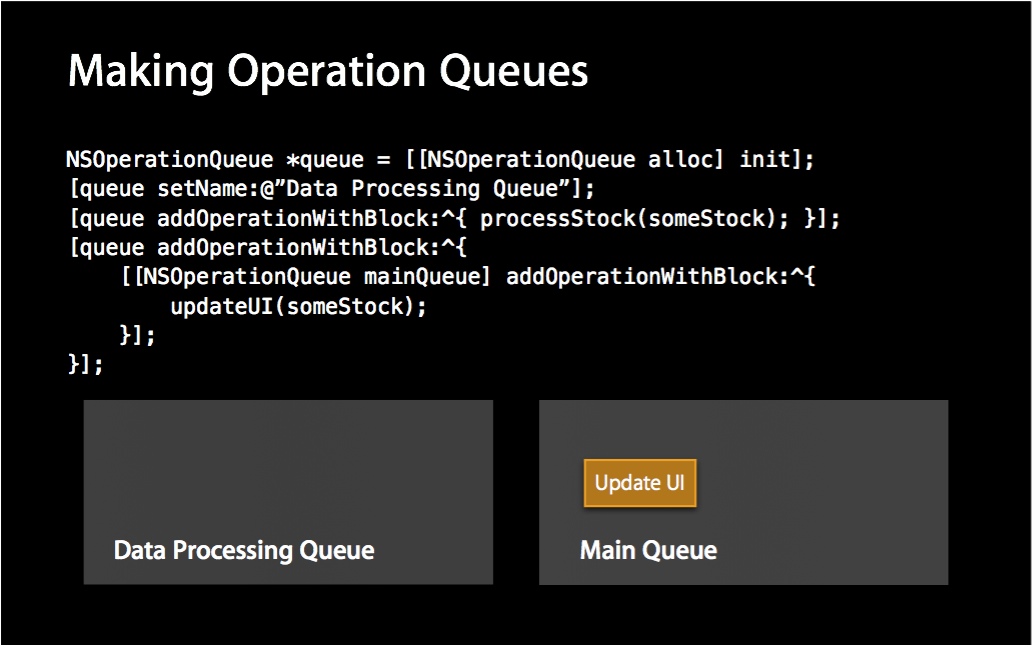 Making Operation Queues
NSOperationQueue *queue = [[NSOperationQueue alloc] init];
[queue setName:@”Data Processing Queue”];
[queue addOperationWithBlock:^{ processStock(someStock); }];
[queue addOperationWithBlock:^{
    [[NSOperationQueue mainQueue] addOperationWithBlock:^{
        updateUI(someStock);
    }];
}];
Update UI
Data Processing Queue
Main Queue